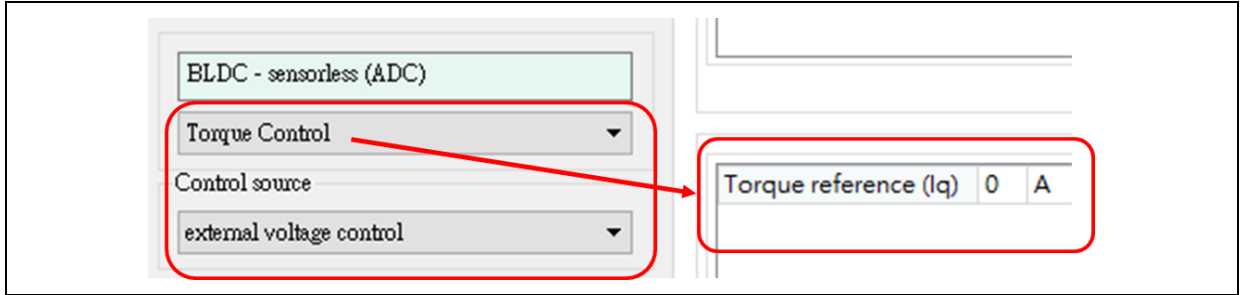 BLDC - sensorless (ADC)
Torque Control
Control source
external voltage control
Torque reference (Iq) 0 A